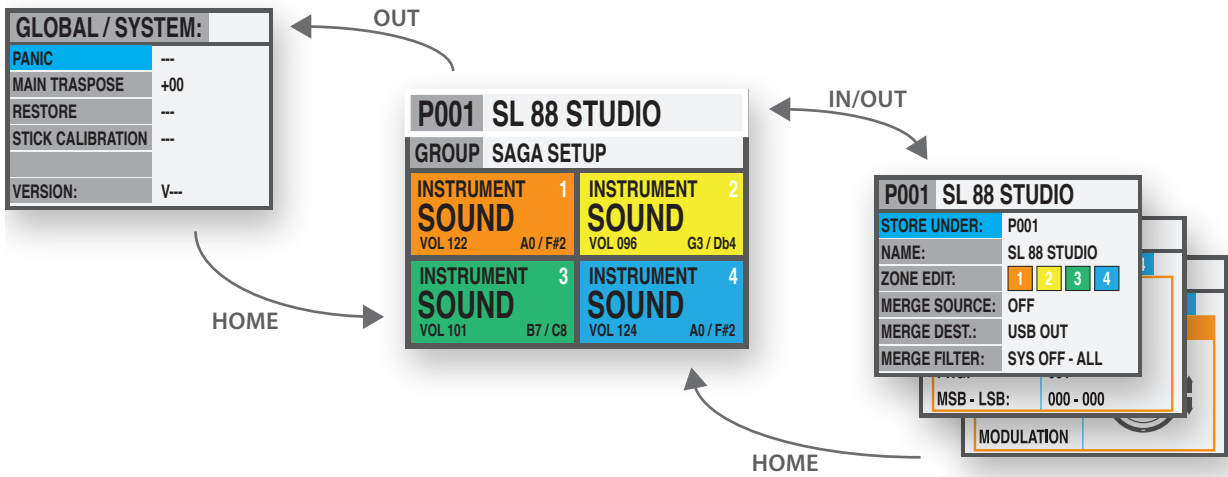 GLOBAL / SYSTEM:
PANIC ---
MAIN TRASPOSE +00
RESTORE ---
STICK CALIBRATION ---
VERSION: V---
OUT
HOME
P001 SL 88 STUDIO
GROUP SAGA SETUP
INSTRUMENT 1
SOUND
VOL 122 A0 / F#2
INSTRUMENT 2
SOUND
VOL 096 G3 / Db4
INSTRUMENT 3
SOUND
VOL 101 B7 / C8
INSTRUMENT 4
SOUND
VOL 124 A0 / F#2
IN/OUT
P001 SL 88 STUDIO
STORE UNDER: P001
NAME: SL 88 STUDIO
ZONE EDIT: 1 2 3 4
MERGE SOURCE: OFF
MERGE DEST.: USB OUT
MERGE FILTER: SYS OFF - ALL
MSB - LSB: 000 - 000
MODULATION
HOME